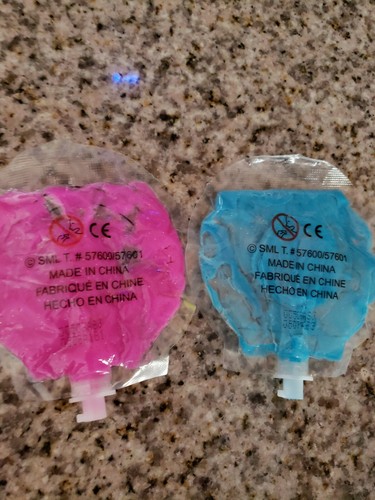 CE
© SML T. # 57600/57601
MADE IN CHINA
FABRIQUÉ EN CHINE
HECHO EN CHINA
CE
© SML T. # 57600/57601
MADE IN CHINA
FABRIQUÉ EN CHINE
HECHO EN CHINA